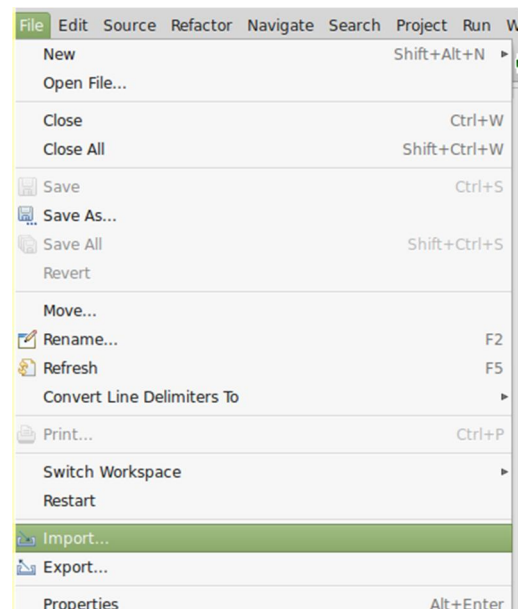 File Edit Source Refactor Navigate Search Project Run W
New Shift+Alt+N
Open File...
Close Ctrl+W
Close All Shift+Ctrl+W
Save Ctrl+S
Save As...
Save All Shift+Ctrl+S
Revert
Move...
Rename... F2
Refresh F5
Convert Line Delimiters To
Print... Ctrl+P
Switch Workspace
Restart
Import...
Export...
Properties Alt+Enter